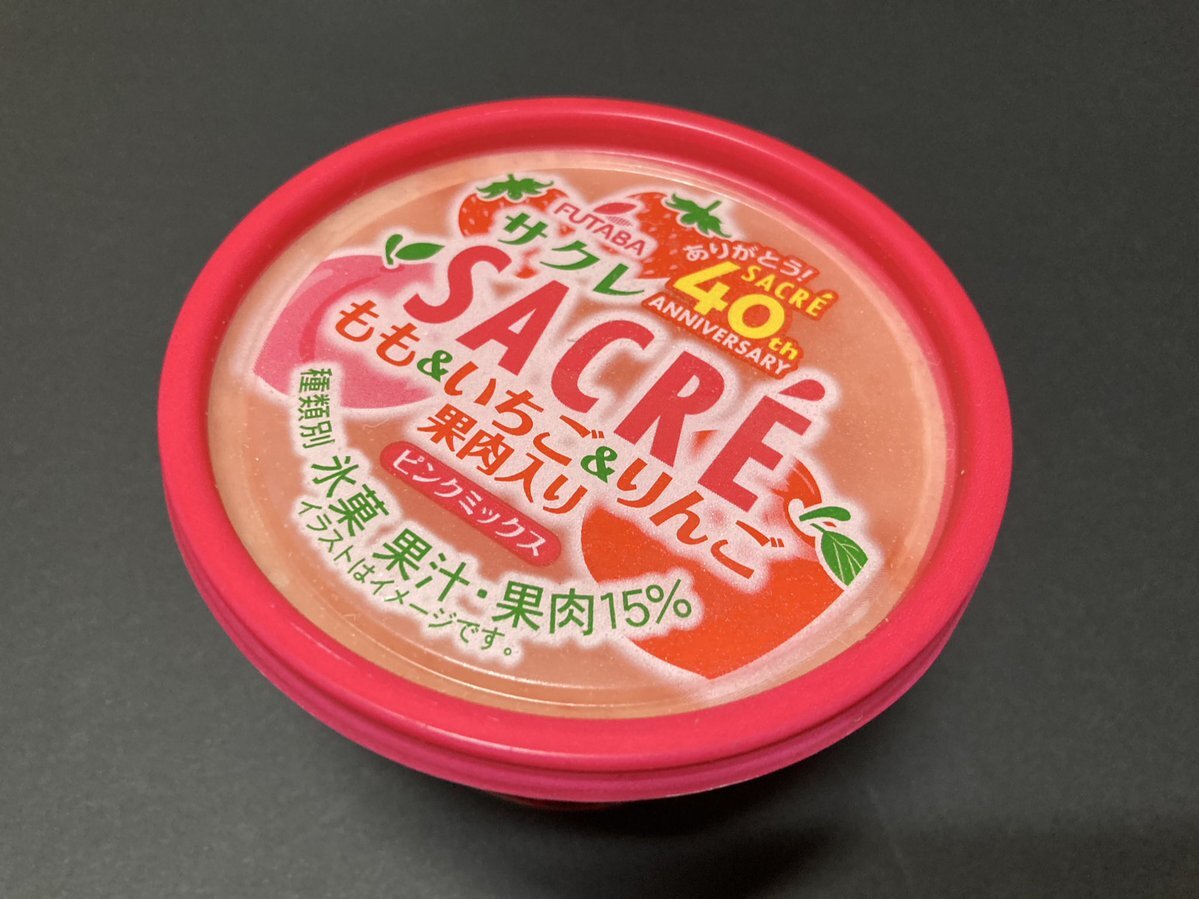 FUTABA
サクレ
SACRÉ
ありがとう!
SACRÉ
40th
ANNIVERSARY
もも&いちご&りんご
果肉入り
ピンクミックス
種類別 氷菓 果汁・果肉15%
イラストはイメージです。